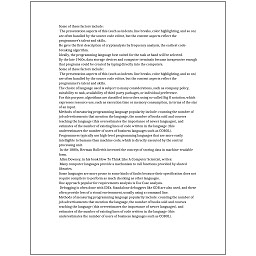 Some of these factors include:
The presentation aspects of this (such as indents, line breaks, color highlighting, and so on)
are often handled by the source code editor, but the content aspects reflect the
programmer's talent and skills.
He gave the first description of cryptanalysis by frequency analysis, the earliest code-
breaking algorithm.
Ideally, the programming language best suited for the task at hand will be selected.
By the late 1960s, data storage devices and computer terminals became inexpensive enough
that programs could be created by typing directly into the computers.
Some of these factors include:
The presentation aspects of this (such as indents, line breaks, color highlighting, and so on)
are often handled by the source code editor, but the content aspects reflect the
programmer's talent and skills.
The choice of language used is subject to many considerations, such as company policy,
suitability to task, availability of third-party packages, or individual preference.
For this purpose, algorithms are classified into orders using so-called Big O notation, which
expresses resource use, such as execution time or memory consumption, in terms of the size
of an input.
Methods of measuring programming language popularity include: counting the number of
job advertisements that mention the language, the number of books sold and courses
teaching the language (this overestimates the importance of newer languages), and
estimates of the number of existing lines of code written in the language (this
underestimates the number of users of business languages such as COBOL).
Programmers typically use high-level programming languages that are more easily
intelligible to humans than machine code, which is directly executed by the central
processing unit.
In the 1880s, Herman Hollerith invented the concept of storing data in machine-readable
form.
Allen Downey, in his book How To Think Like A Computer Scientist, writes:
Many computer languages provide a mechanism to call functions provided by shared
libraries.
Some languages are more prone to some kinds of faults because their specification does not
require compilers to perform as much checking as other languages.
One approach popular for requirements analysis is Use Case analysis.
Debugging is often done with IDEs. Standalone debuggers like GDB are also used, and these
often provide less of a visual environment, usually using a command line.
Methods of measuring programming language popularity include: counting the number of
job advertisements that mention the language, the number of books sold and courses
teaching the language (this overestimates the importance of newer languages), and
estimates of the number of existing lines of code written in the language (this
underestimates the number of users of business languages such as COBOL).